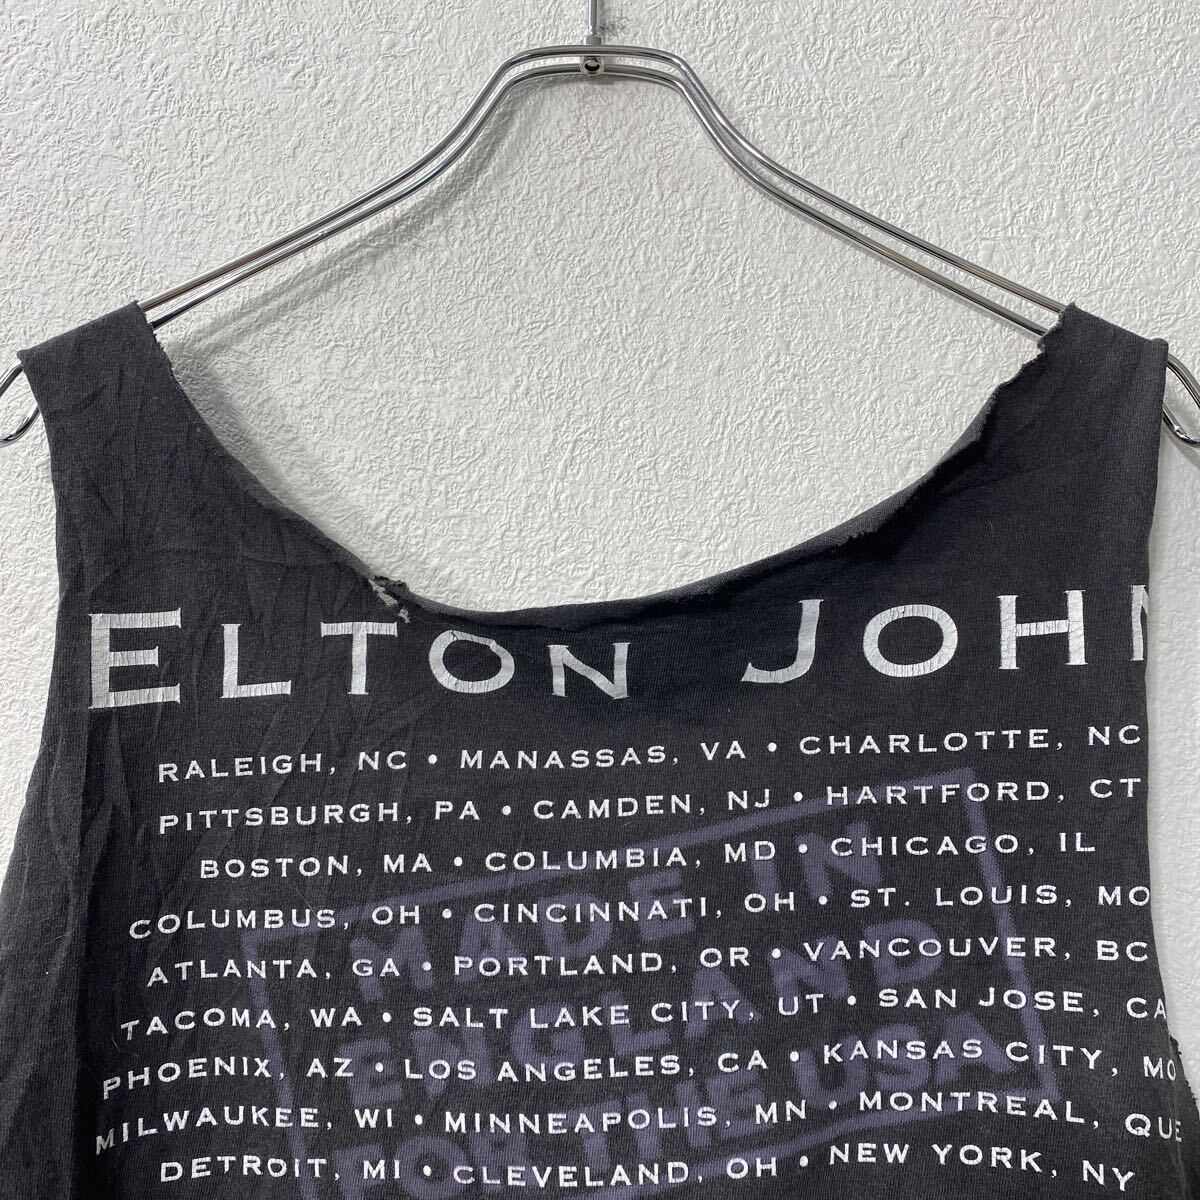 ELTON JOHN
RALEIGH, NC • MANASSAS, VA • CHARLOTTE, NC
PITTSBURGH, PA • CAMDEN, NJ • HARTFORD, CT
BOSTON, MA • COLUMBIA, MD • CHICAGO, IL
COLUMBUS, OH • CINCINNATI, OH • ST. LOUIS, MO
ATLANTA, GA • PORTLAND, OR • VANCOUVER, BC
TACOMA, WA • SALT LAKE CITY, UT • SAN JOSE, CA
PHOENIX, AZ • LOS ANGELES, CA • KANSAS CITY, MO
MILWAUKEE, WI • MINNEAPOLIS, MN • MONTREAL, QUE
DETROIT, MI • CLEVELAND, OH • NEW YORK, NY
MADE IN
ENGLAND
FOR THE USA